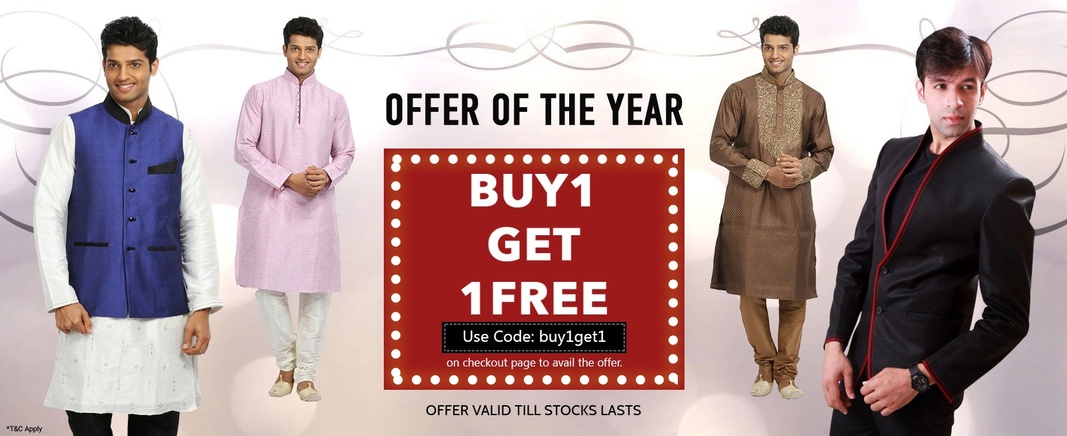 OFFER OF THE YEAR
BUY1
GET
1FREE
Use Code: buy1get1
on checkout page to avail the offer.
OFFER VALID TILL STOCKS LASTS
*T&C Apply